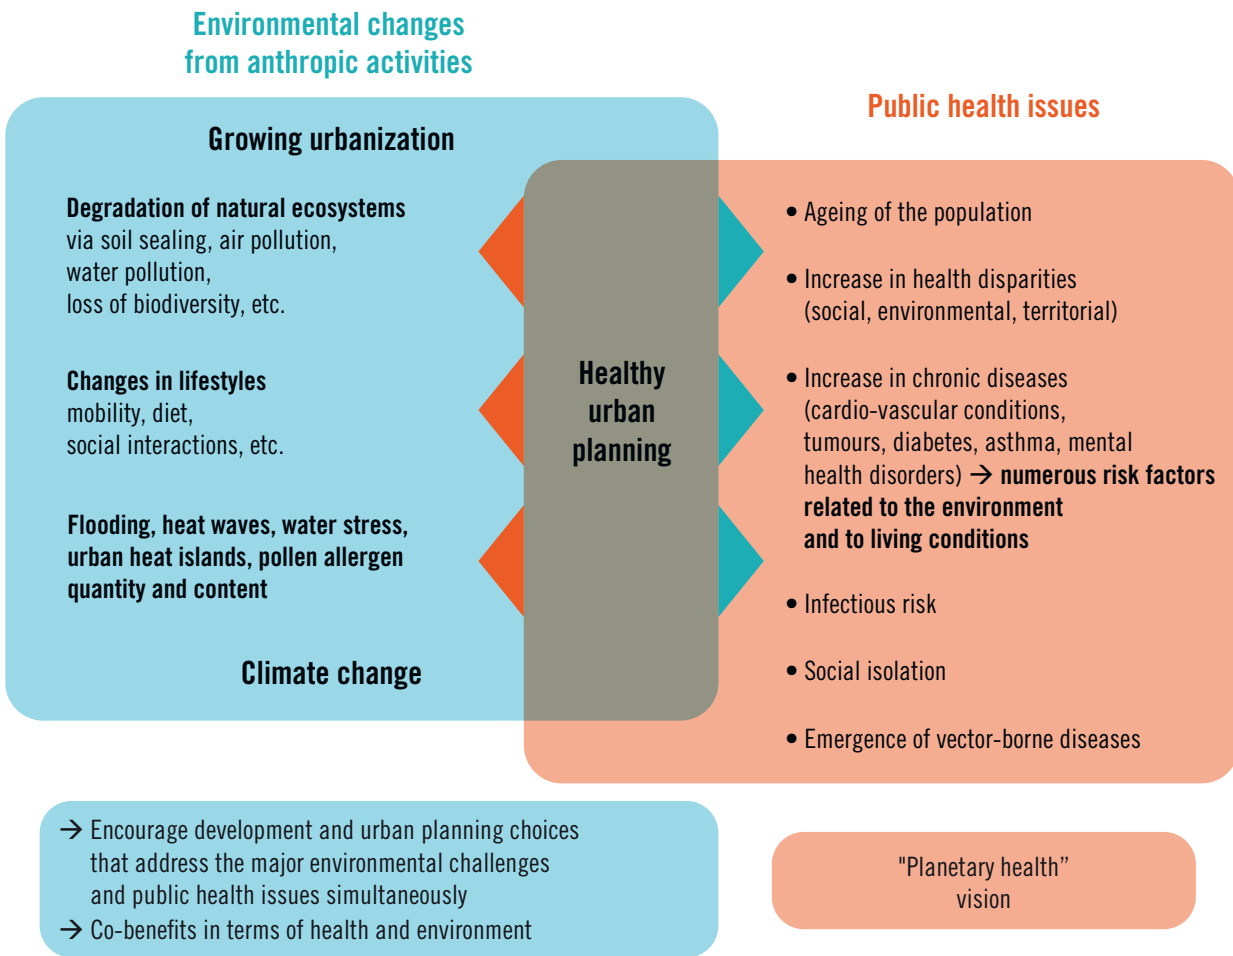 Environmental changes
from anthropic activities
Growing urbanization
Degradation of natural ecosystems
via soil sealing, air pollution,
water pollution,
loss of biodiversity, etc.
Changes in lifestyles
mobility, diet,
social interactions, etc.
Flooding, heat waves, water stress,
urban heat islands, pollen allergen
quantity and content
Climate change
Healthy
urban
planning
Public health issues
• Ageing of the population
• Increase in health disparities
(social, environmental, territorial)
• Increase in chronic diseases
(cardio-vascular conditions,
tumours, diabetes, asthma, mental
health disorders) → numerous risk factors
related to the environment
and to living conditions
• Infectious risk
• Social isolation
• Emergence of vector-borne diseases
→ Encourage development and urban planning choices
that address the major environmental challenges
and public health issues simultaneously
→ Co-benefits in terms of health and environment
"Planetary health”
vision